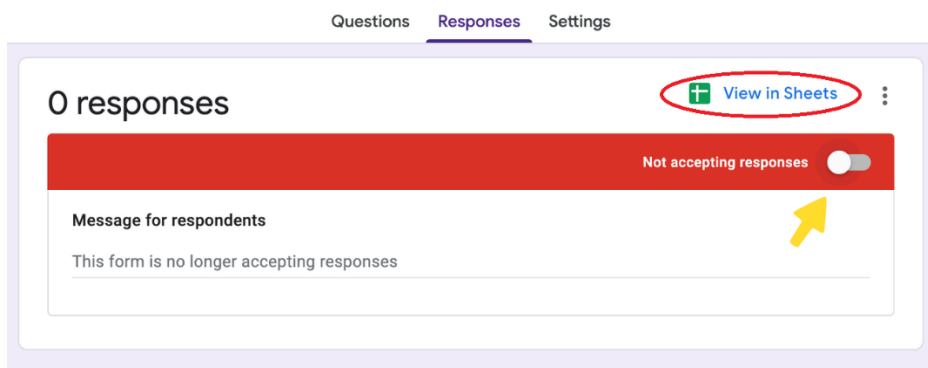 Questions Responses Settings
0 responses
View in Sheets
Not accepting responses
Message for respondents
This form is no longer accepting responses